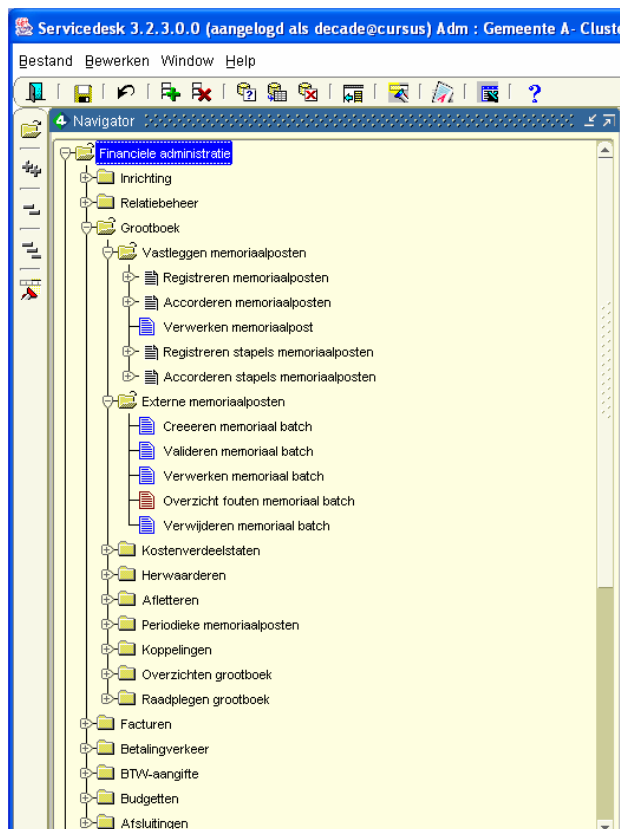 Servicedesk 3.2.3.0.0 (aangelogd als decade@cursus) Adm : Gemeente A- Cluste
Bestand Bewerken Window Help
?
4 Navigator
Financiele administratie
Inrichting
Relatiebeheer
Grootboek
Vastleggen memoriaalposten
Registreren memoriaalposten
Accorderen memoriaalposten
Verwerken memoriaalpost
Registreren stapels memoriaalposten
Accorderen stapels memoriaalposten
Externe memoriaalposten
Creeeren memoriaal batch
Valideren memoriaal batch
Verwerken memoriaal batch
Overzicht fouten memoriaal batch
Verwijderen memoriaal batch
Kostenverdeelstaten
Herwaarderen
Afletteren
Periodieke memoriaalposten
Koppelingen
Overzichten grootboek
Raadplegen grootboek
Facturen
Betalingverkeer
BTW-aangifte
Budgetten
Afsluitingen